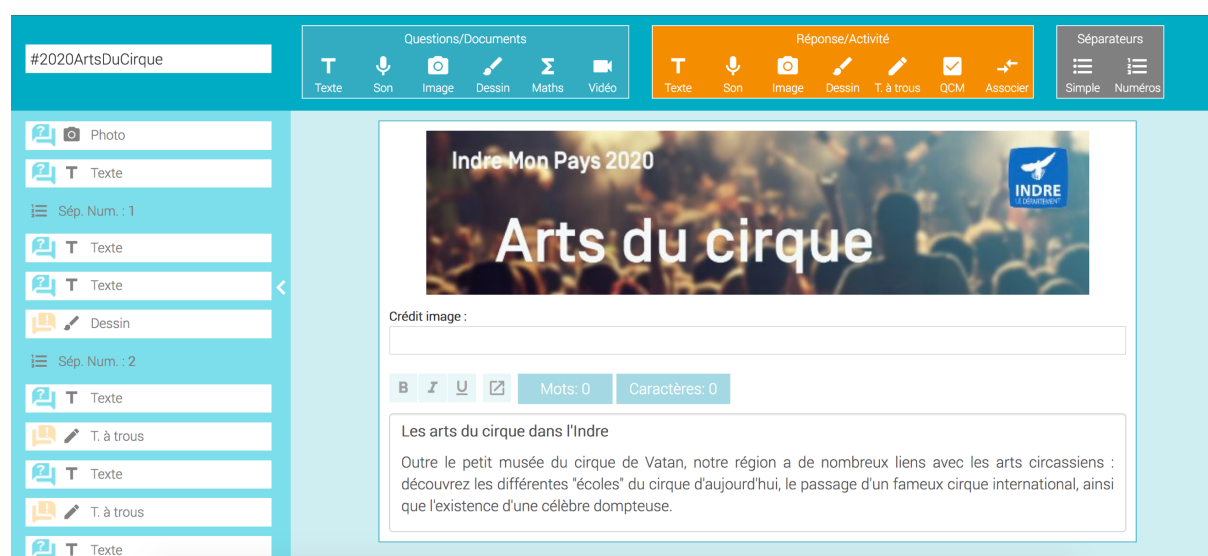 #2020ArtsDuCirque
Questions/Documents
Texte Son Image Dessin Maths Vidéo
Réponse/Activité
Texte Son Image Dessin T. à trous QCM Associer
Séparateurs
Simple Numéros
Photo
Texte
Sép. Num. : 1
Texte
Texte
Dessin
Sép. Num. : 2
Texte
T. à trous
Texte
T. à trous
Texte
Indre Mon Pays 2020
INDRE
LE DÉPARTEMENT
Arts du cirque
Crédit image :
B I U Mots: 0 Caractères: 0
Les arts du cirque dans l'Indre
Outre le petit musée du cirque de Vatan, notre région a de nombreux liens avec les arts circassiens :
découvrez les différentes "écoles" du cirque d'aujourd'hui, le passage d'un fameux cirque international, ainsi
que l'existence d'une célèbre dompteuse.